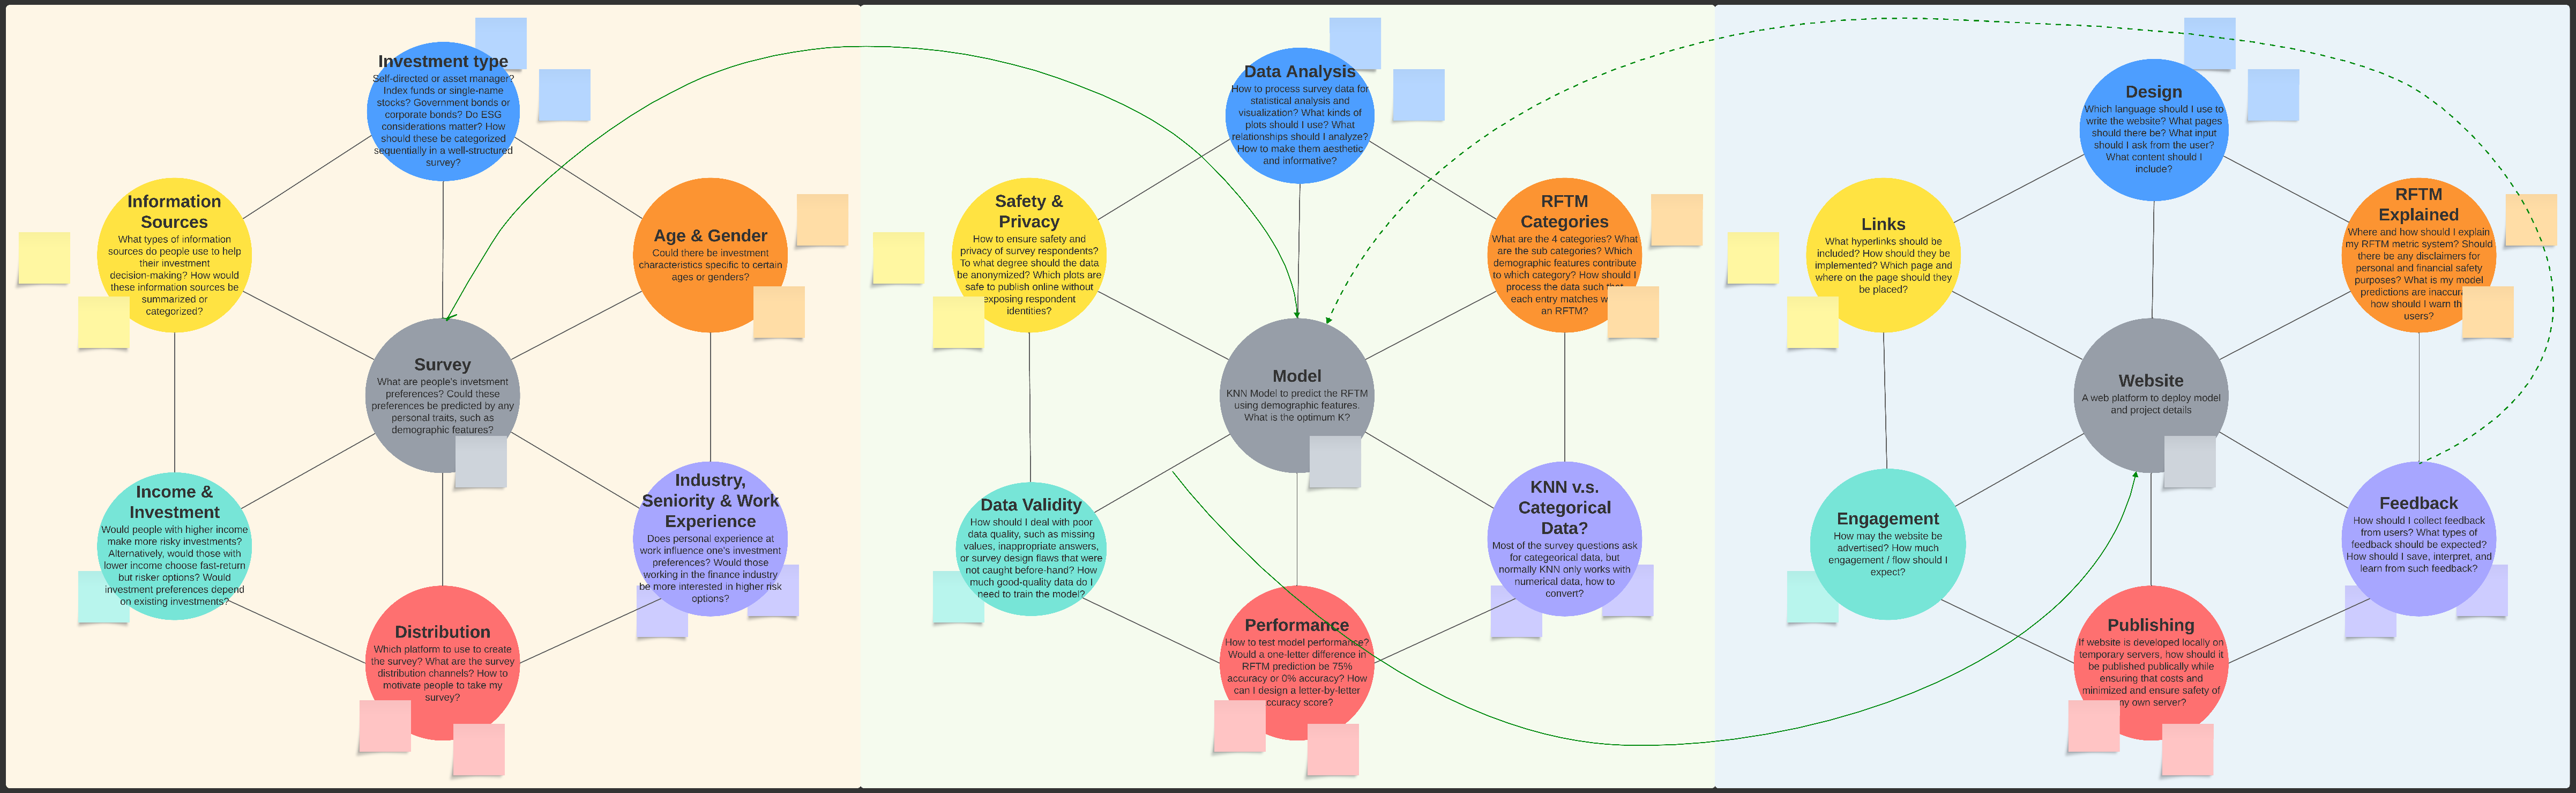 Investment type
Self-directed or asset manager?
Index funds or single-name
stocks? Government bonds or
corporate bonds? Do ESG
considerations matter? How
should these be categorized
sequentially in a well-structured
survey?
Information
Sources
What types of information
sources do people use to help
their investment
decision-making? How would
these information sources be
summarized or
categorized?
Age & Gender
Could there be investment
characteristics specific to certain
ages or genders?
Survey
What are people's invetsment
preferences? Could these
preferences be predicted by any
personal traits, such as
demographic features?
Income &
Investment
Would people with higher income
make more risky investments?
Alternatively, would those with
lower income choose fast-return
but risker options? Would
investment preferences depend
on existing investments?
Industry,
Seniority & Work
Experience
Does personal experience at
work influence one's investment
preferences? Would those
working in the finance industry
be more interested in higher risk
options?
Distribution
Which platform to use to create
the survey? What are the survey
distribution channels? How to
motivate people to take my
survey?
Data Analysis
How to process survey data for
statistical analysis and
visualization? What kinds of
plots should I use? What
relationships should I analyze?
How to make them aesthetic
and informative?
Safety &
Privacy
How to ensure safety and
privacy of survey respondents?
To what degree should the data
be anonymized? Which plots are
safe to publish online without
exposing respondent
identities?
RFTM
Categories
What are the 4 categories? What
are the sub categories? Which
demographic features contribute
to which category? How should I
process the data such that
each entry matches w
an RFTM?
Model
KNN Model to predict the RFTM
using demographic features.
What is the optimum K?
Data Validity
How should I deal with poor
data quality, such as missing
values, inappropriate answers,
or survey design flaws that were
not caught before-hand? How
much good-quality data do I
need to train the model?
KNN v.s.
Categorical
Data?
Most of the survey questions ask
for categeorical data, but
normally KNN only works with
numerical data, how to
convert?
Performance
How to test model performance?
Would a one-letter difference in
RFTM prediction be 75%
accuracy or 0% accuracy? How
can I design a letter-by-letter
ccuracy score?
Design
Which language should I use to
write the website? What pages
should there be? What input
should I ask from the user?
What content should I
include?
Links
What hyperlinks should be
included? How should they be
implemented? Which page and
where on the page should they
be placed?
RFTM
Explained
Where and how should I explain
my RFTM metric system? Should
there be any disclaimers for
personal and financial safety
purposes? What is my model
predictions are inaccur
how should I warn th
users?
Website
A web platform to deploy model
and project details
Engagement
How may the website be
advertised? How much
engagement / flow should I
expect?
Feedback
How should I collect feedback
from users? What types of
feedback should be expected?
How should I save, interpret, and
learn from such feedback?
Publishing
If website is developed locally on
temporary servers, how should it
be published publically while
ensuring that costs and
minimized and ensure safety of
my own server?